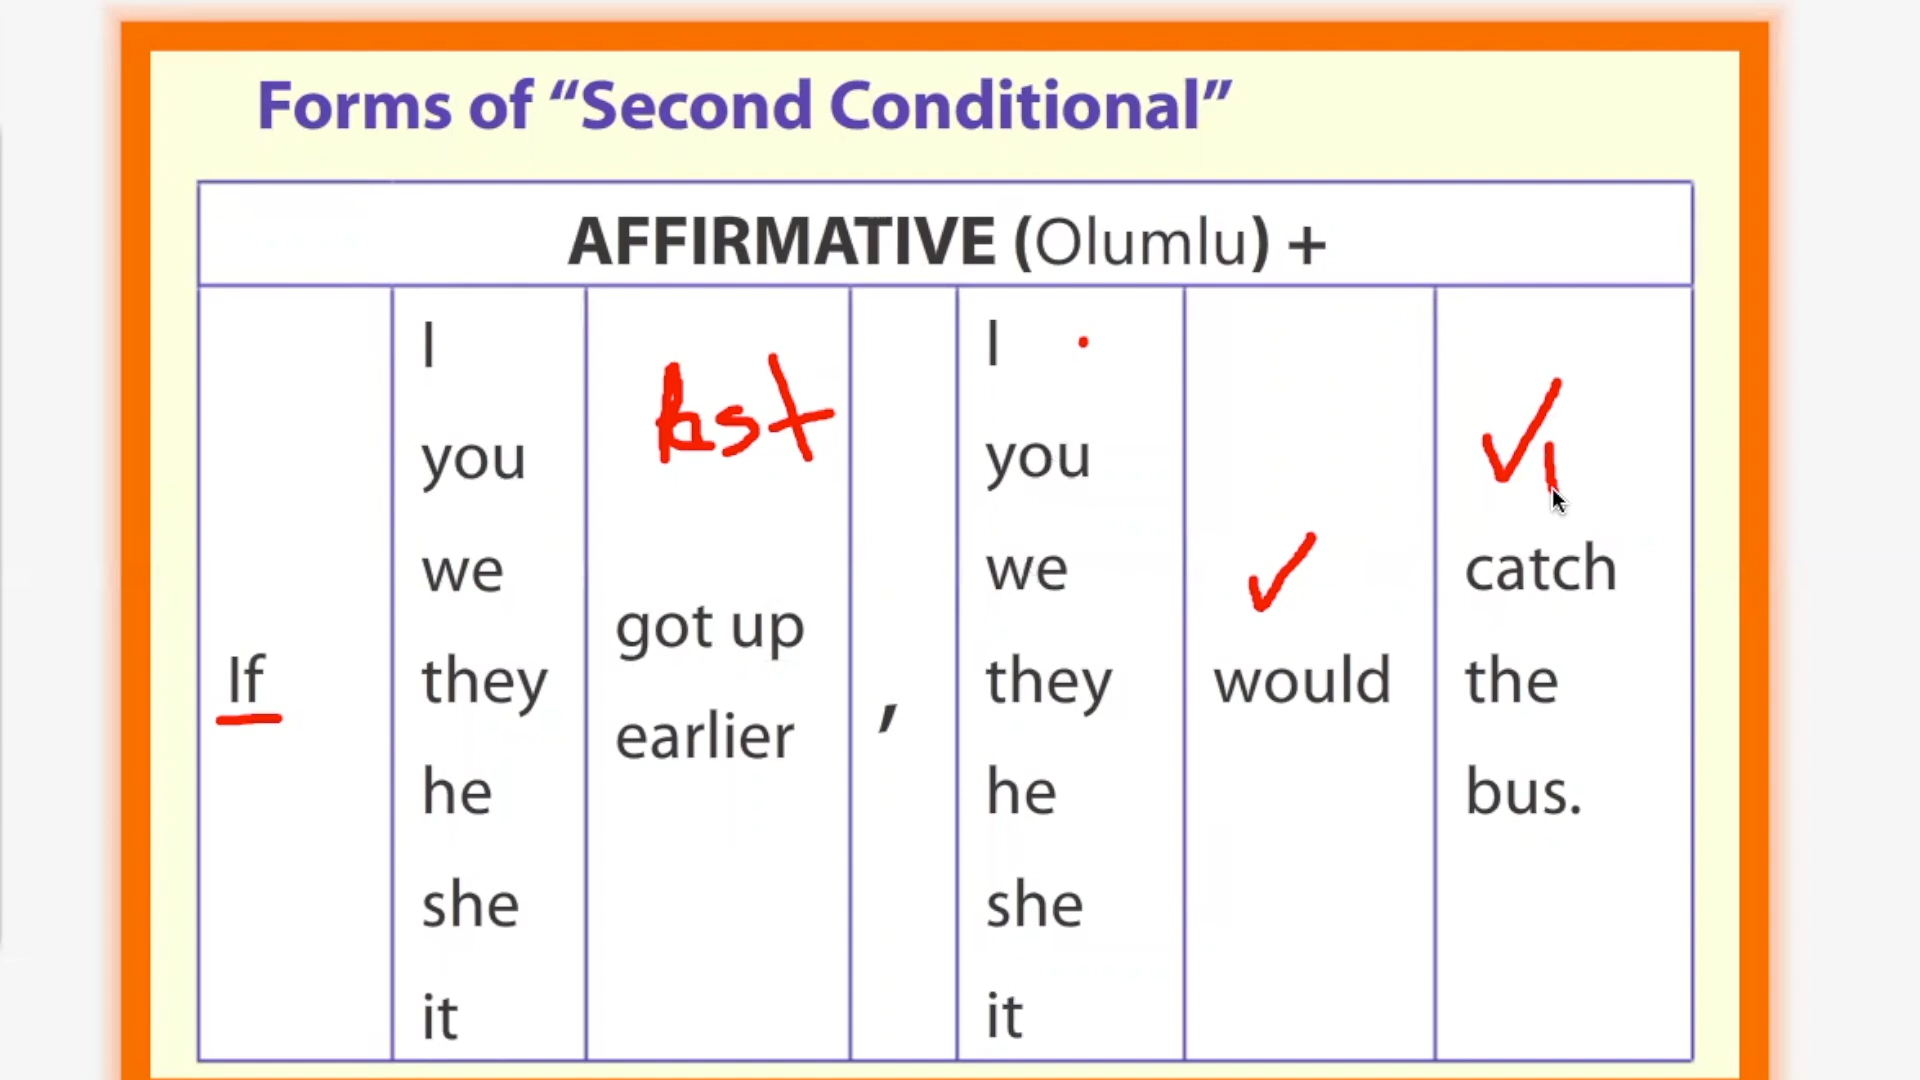 Forms of “Second Conditional”
AFFIRMATIVE (Olumlu) +
If
I
you
we
they
he
she
it
got up
earlier
,
I
you
we
they
he
she
it
would
catch
the
bus.